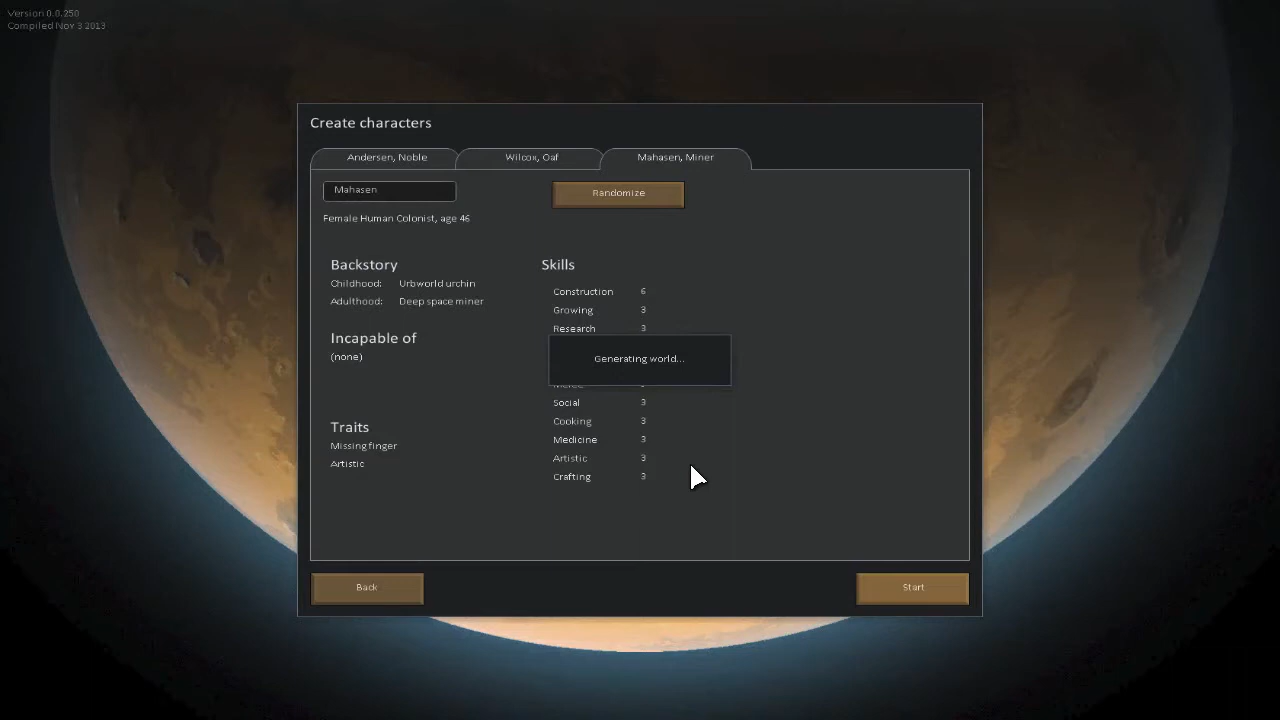 Version 0.0.250
Compiled Nov 3 2013
Create characters
Andersen, Noble
Wilcox, Oaf
Mahasen, Miner
Mahasen
Randomize
Female Human Colonist, age 46
Backstory
Childhood: Urbworld urchin
Adulthood: Deep space miner
Incapable of
(none)
Traits
Missing finger
Artistic
Skills
Construction 6
Growing 3
Research 3
Generating world...
Social 3
Cooking 3
Medicine 3
Artistic 3
Crafting 3
Back
Start